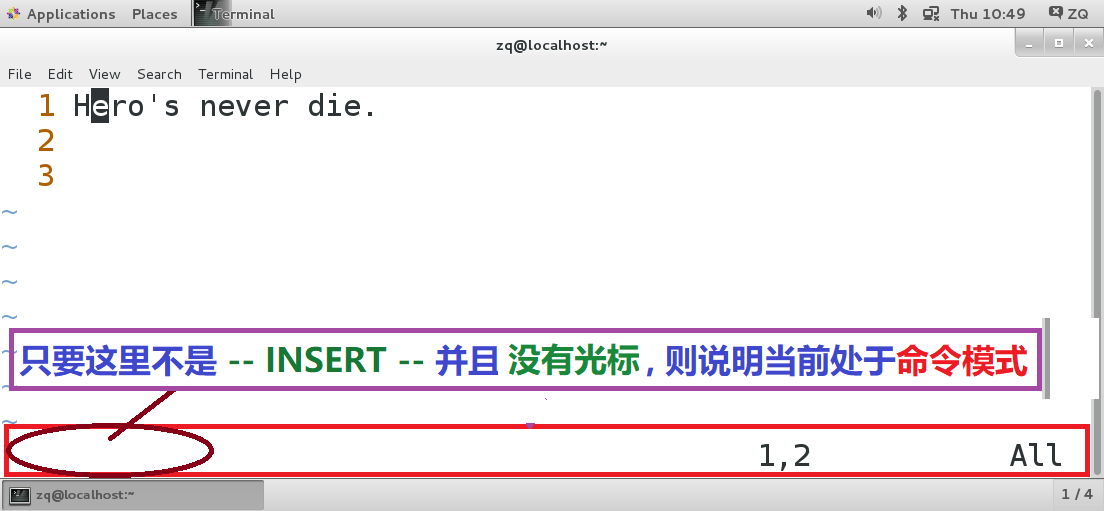 Applications Places Terminal Thu 10:49 ZQ
zq@localhost:~
File Edit View Search Terminal Help
1 Hero's never die.
2
3
~
~
~
~
~
只要这里不是 -- INSERT -- 并且 没有光标 , 则说明当前处于命令模式
~
~
1,2 All
zq@localhost:~ 1 / 4